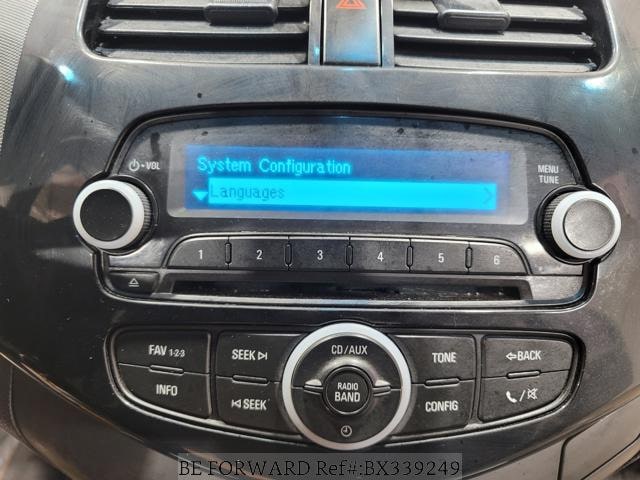 System Configuration
Languages
VOL
MENU
TUNE
1 2 3 4 5 6
FAV 1-2-3
SEEK
CD/AUX
TONE
BACK
INFO
SEEK
RADIO
BAND
CONFIG
BE FORWARD Ref#:BX339249